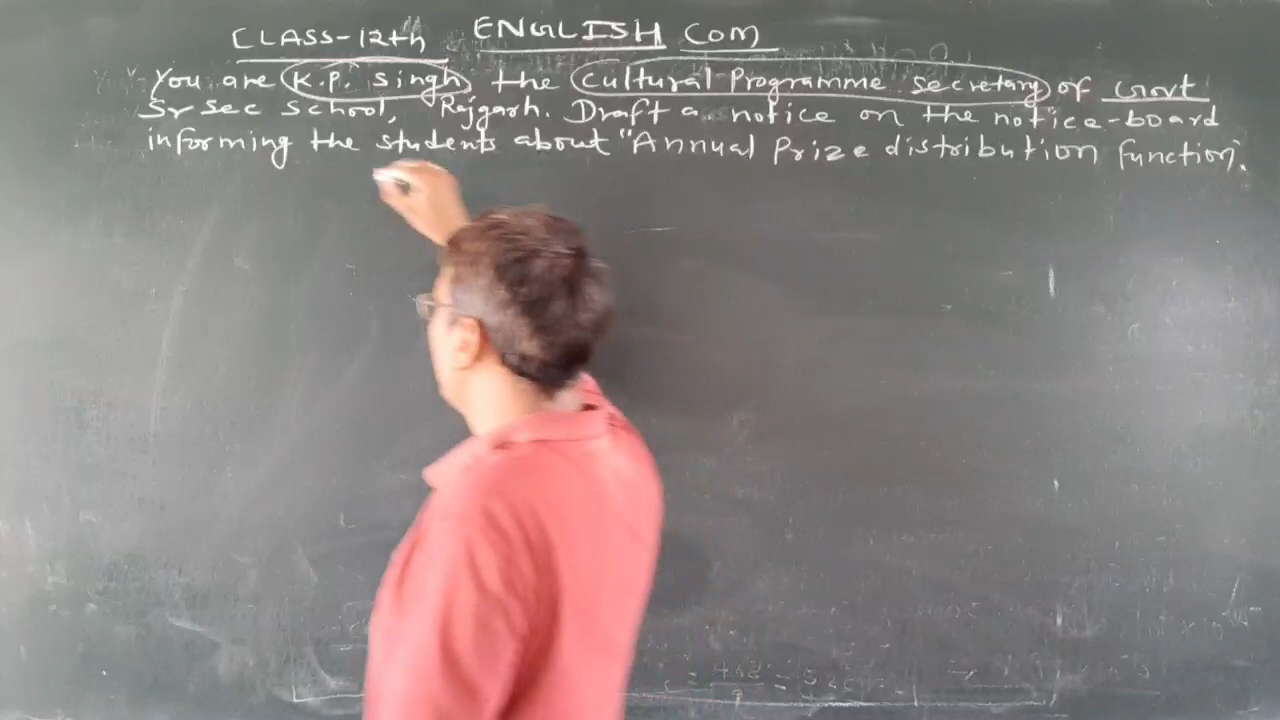 CLASS-12th ENGLISH COM
You are K.P. Singh the Cultural Programme secretary of Govt
Sr Sec School, Rajgarh. Draft a notice on the notice-board
informing the students about "Annual Prize distribution function".